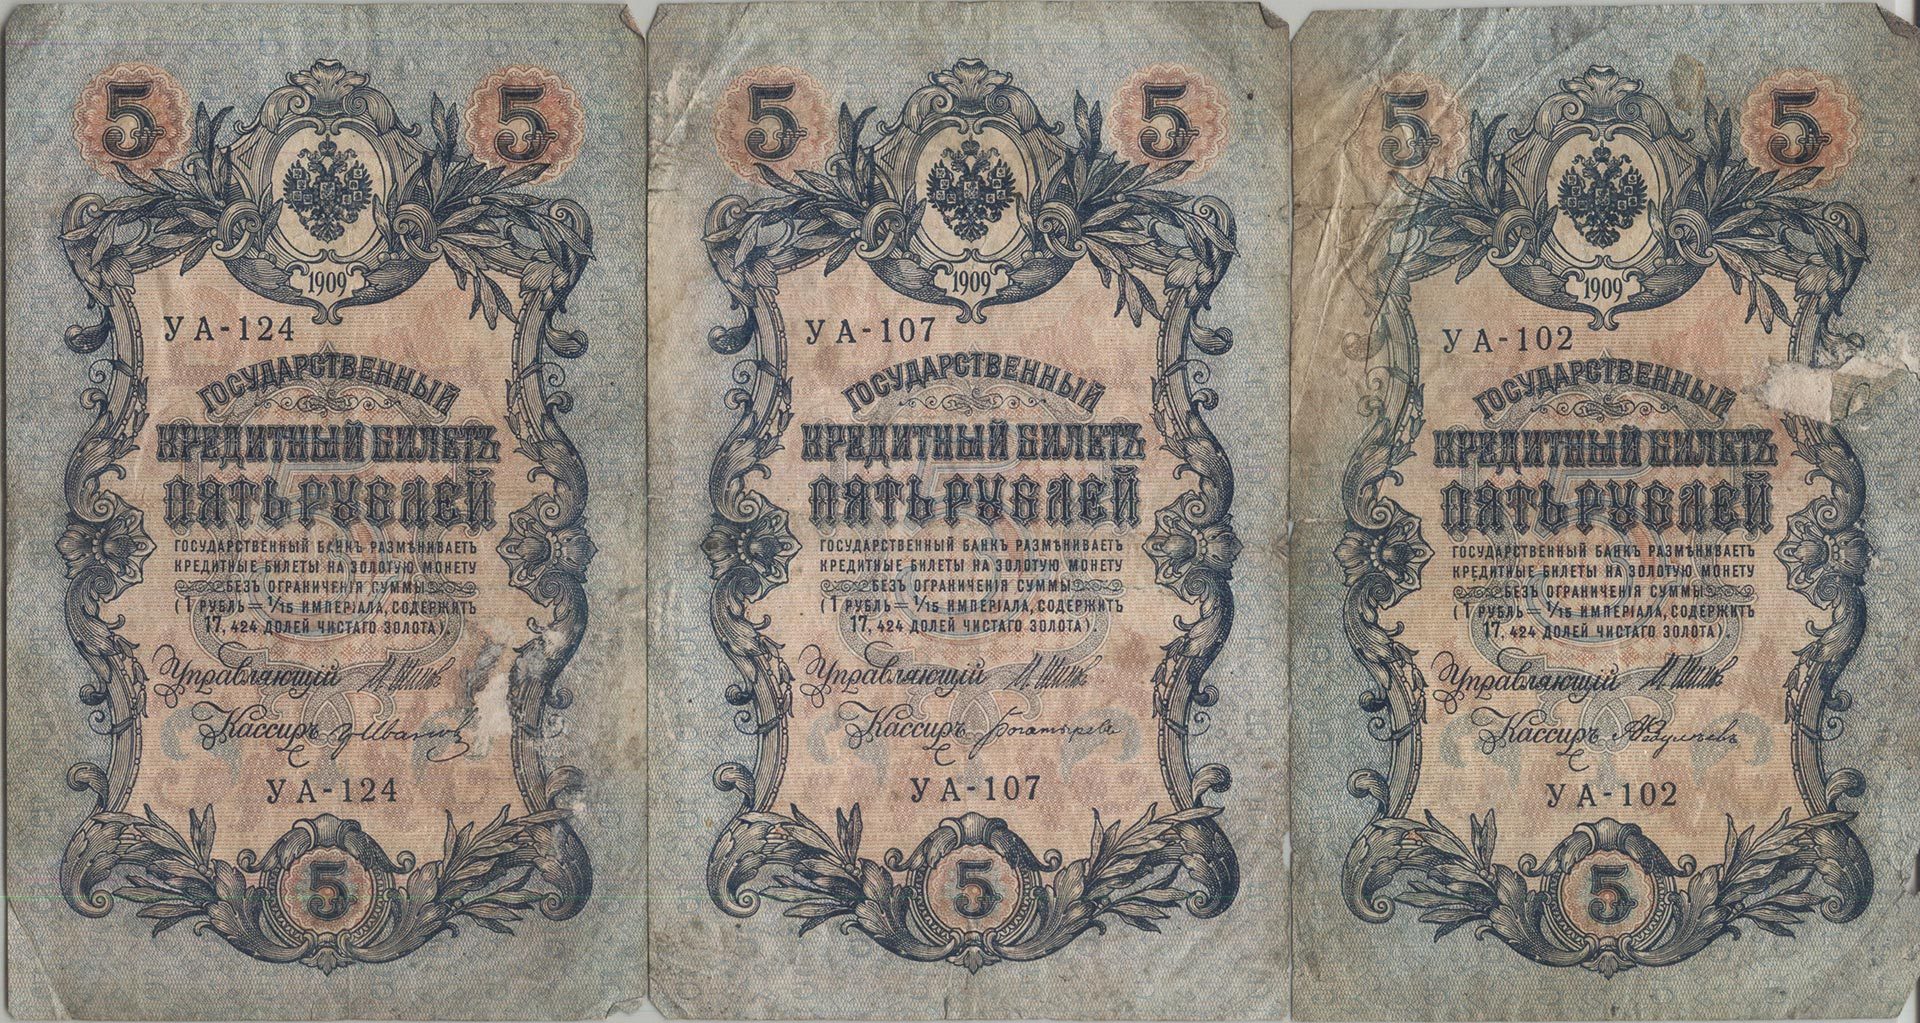 5 5
1909
УА-124
ГОСУДАРСТВЕННЫЙ
КРЕДИТНЫЙ БИЛЕТЪ
ПЯТЬ РУБЛЕЙ
ГОСУДАРСТВЕННЫЙ БАНКЪ РАЗМѢНИВАЕТЪ
КРЕДИТНЫЕ БИЛЕТЫ НА ЗОЛОТУЮ МОНЕТУ
БЕЗЪ ОГРАНИЧЕНІЯ СУММЫ
(1 РУБЛЬ = 1/15 ИМПЕРІАЛА, СОДЕРЖИТЪ
17,424 ДОЛЕЙ ЧИСТАГО ЗОЛОТА).
Управляющій И Шипов
Кассиръ ГрИванов
УА-124
5
5 5
1909
УА-107
ГОСУДАРСТВЕННЫЙ
КРЕДИТНЫЙ БИЛЕТЪ
ПЯТЬ РУБЛЕЙ
ГОСУДАРСТВЕННЫЙ БАНКЪ РАЗМѢНИВАЕТЪ
КРЕДИТНЫЕ БИЛЕТЫ НА ЗОЛОТУЮ МОНЕТУ
БЕЗЪ ОГРАНИЧЕНІЯ СУММЫ
(1 РУБЛЬ = 1/15 ИМПЕРІАЛА, СОДЕРЖИТЪ
17,424 ДОЛЕЙ ЧИСТАГО ЗОЛОТА).
Управляющій И Шипов
Кассиръ Богатыревъ
УА-107
5
5 5
1909
УА-102
ГОСУДАРСТВЕННЫЙ
КРЕДИТНЫЙ БИЛЕТЪ
ПЯТЬ РУБЛЕЙ
ГОСУДАРСТВЕННЫЙ БАНКЪ РАЗМѢНИВАЕТЪ
КРЕДИТНЫЕ БИЛЕТЫ НА ЗОЛОТУЮ МОНЕТУ
БЕЗЪ ОГРАНИЧЕНІЯ СУММЫ
(1 РУБЛЬ = 1/15 ИМПЕРІАЛА, СОДЕРЖИТЪ
17,424 ДОЛЕЙ ЧИСТАГО ЗОЛОТА).
Управляющій И Шипов
Кассиръ
УА-102
5